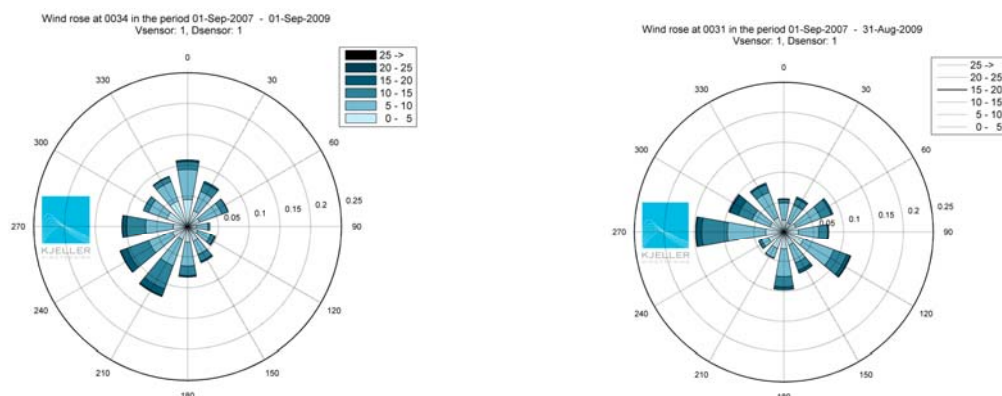 Wind rose at 0034 in the period 01-Sep-2007 - 01-Sep-2009
Vsensor: 1, Dsensor: 1
25 ->
20 - 25
15 - 20
10 - 15
5 - 10
0 - 5
0
30
60
0.25
0.2
0.15
0.1
0.05
90
120
150
180
210
240
270
300
330
KJELLER
Wind rose at 0031 in the period 01-Sep-2007 - 31-Aug-2009
Vsensor: 1, Dsensor: 1
25 ->
20 - 25
15 - 20
10 - 15
5 - 10
0 - 5
0
30
60
0.25
0.2
0.15
0.1
0.05
90
120
150
180
210
240
270
300
330
KJELLER